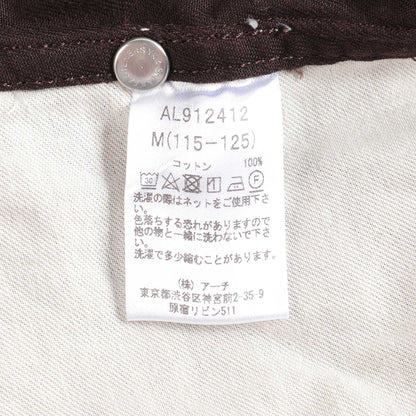 AL912412
M(115-125)
コットン 100%
洗濯の際はネットをご使用下さ
い。
色落ちする恐れがありますので
他の物と一緒に洗わないで下さ
い。
洗濯で多少縮むことがあります
(株) アーチ
東京都渋谷区神宮前2-35-9
原宿リビン511